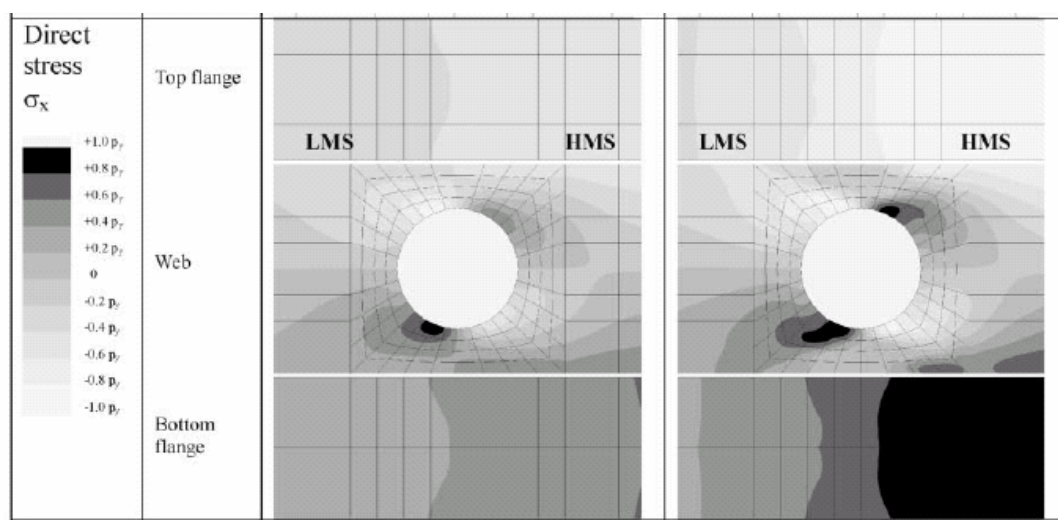 Direct
stress
σx
+1.0 py
+0.8 py
+0.6 py
+0.4 py
+0.2 py
0
-0.2 py
-0.4 py
-0.6 py
-0.8 py
-1.0 py
Top flange
LMS
HMS
LMS
HMS
Web
Bottom
flange